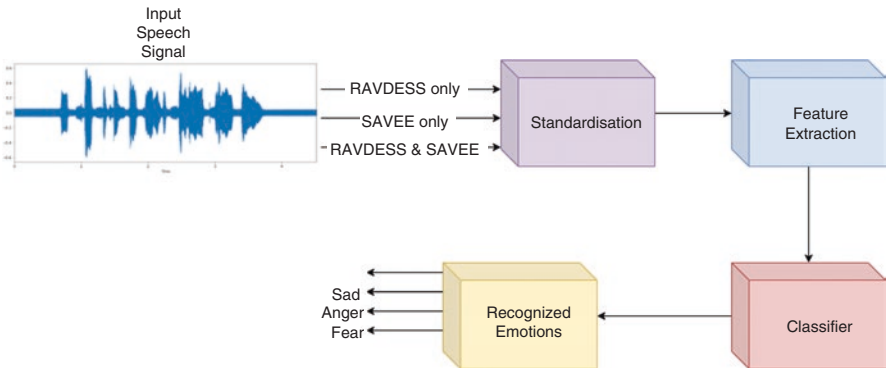 Input
Speech
Signal
RAVDESS only
SAVEE only
RAVDESS & SAVEE
Standardisation
Feature
Extraction
Sad
Anger
Fear
Recognized
Emotions
Classifier